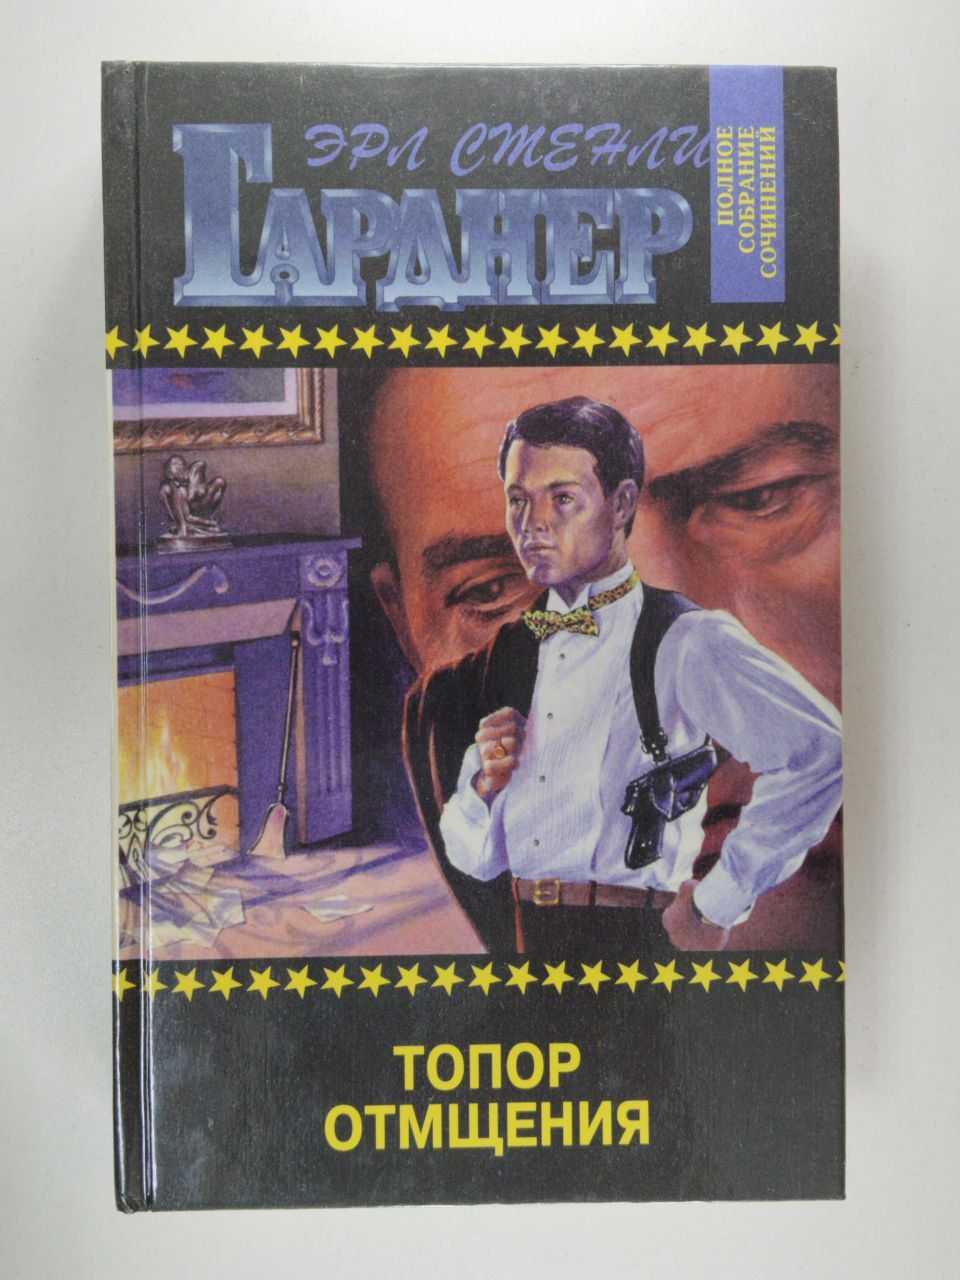 ЭРЛ СТЕНЛИ
ГАРДНЕР
ПОЛНОЕ
СОБРАНИЕ
СОЧИНЕНИЙ
ТОПОР
ОТМЩЕНИЯ